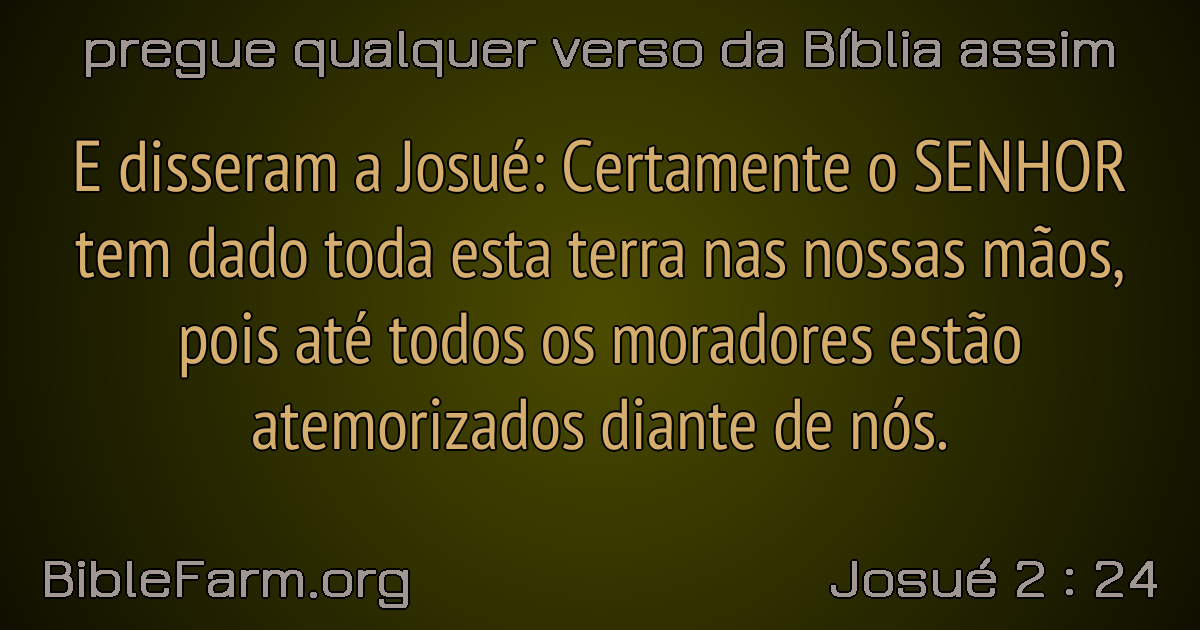 pregue qualquer verso da Bíblia assim
E disseram a Josué: Certamente o SENHOR
tem dado toda esta terra nas nossas mãos,
pois até todos os moradores estão
atemorizados diante de nós.
BibleFarm.org
Josué 2 : 24